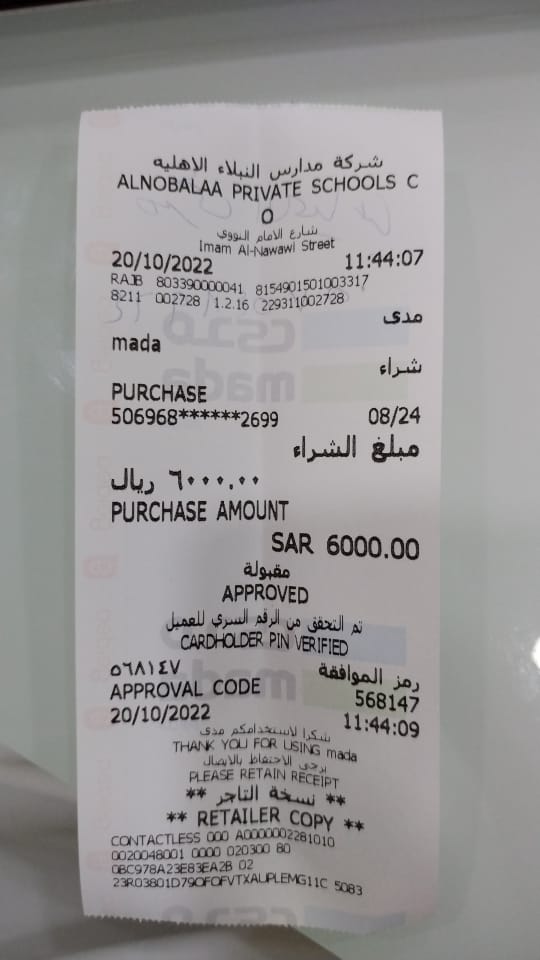 شركة مدارس النبلاء الاهليه
ALNOBALAA PRIVATE SCHOOLS C
O
شارع الامام النووي
Imam Al-Nawawi Street
20/10/2022 11:44:07
RAJB 803390000041 8154901501003317
8211 002728 1.2.16 229311002728
مدى
mada
شراء
PURCHASE
506968******2699 08/24
مبلغ الشراء
٦٠٠٠.٠٠ ريال
PURCHASE AMOUNT
SAR 6000.00
مقبولة
APPROVED
تم التحقق من الرقم السري للعميل
CARDHOLDER PIN VERIFIED
رمز الموافقة ٥٦٨١٤٧
APPROVAL CODE 568147
20/10/2022 11:44:09
شكرا لاستخدامكم مدى
THANK YOU FOR USING mada
يرجى الاحتفاظ بالايصال
PLEASE RETAIN RECEIPT
** نسخة التاجر **
** RETAILER COPY **
CONTACTLESS 000 A0000002281010
0020048001 0000 020300 80
0BC978A23E83EA2B 02
23R03801D790F0FVTXAUPLEMG11C 5083